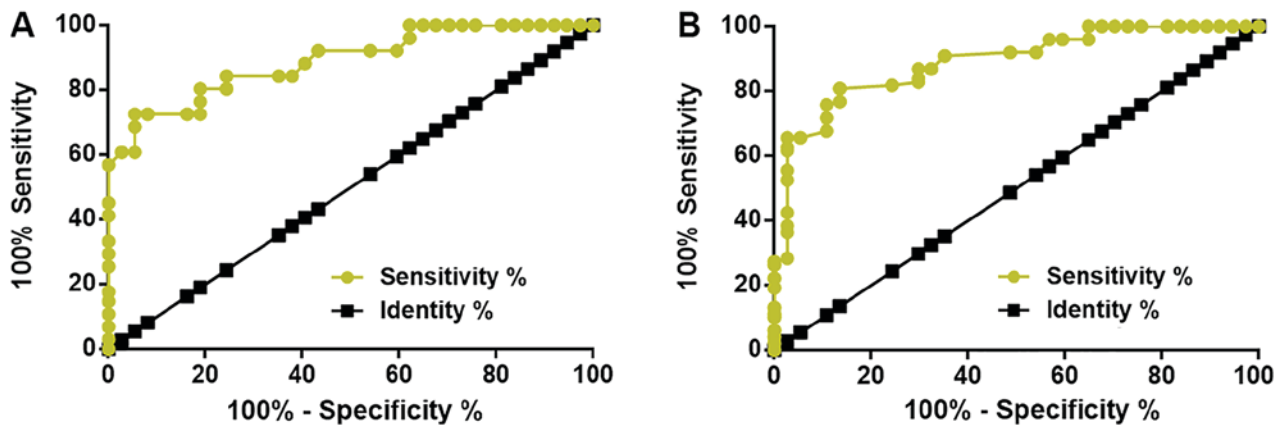 A
100% Sensitivity
100
80
60
40
20
0
Sensitivity %
Identity %
0 20 40 60 80 100
100% - Specificity %
B
100% Sensitivity
100
80
60
40
20
0
Sensitivity %
Identity %
0 20 40 60 80 100
100% - Specificity %